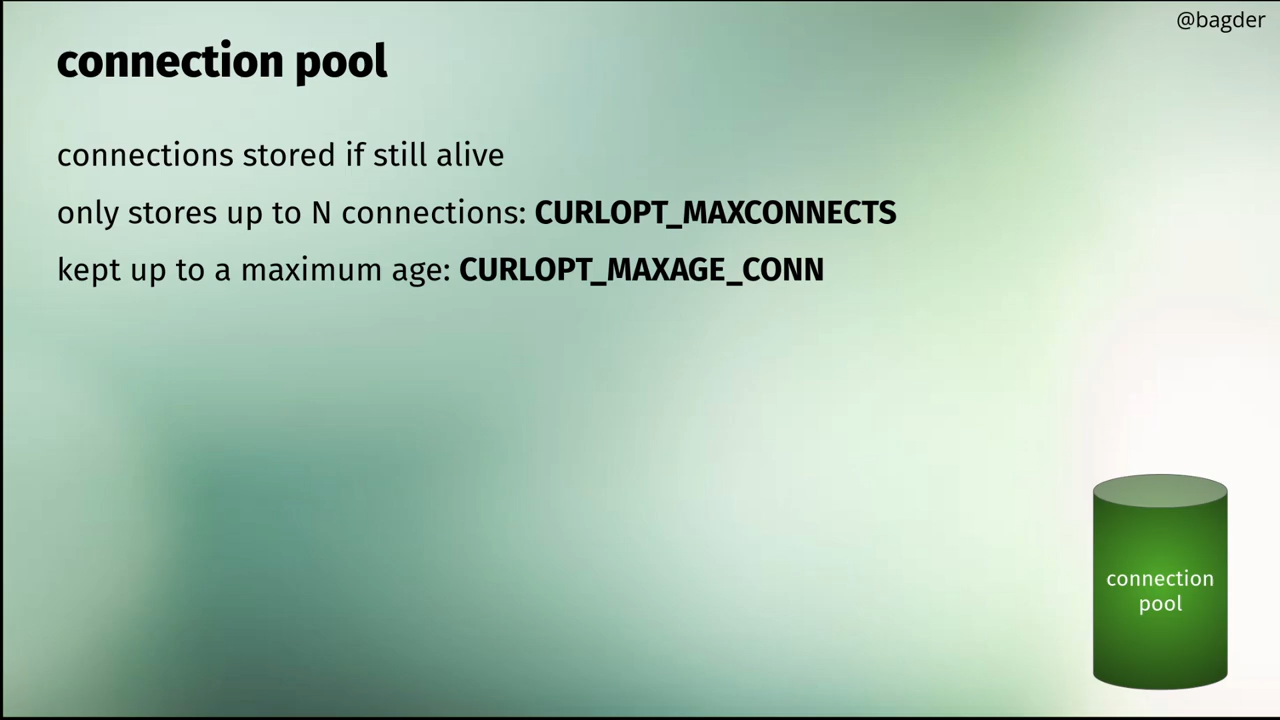 @bagder
connection pool
connections stored if still alive
only stores up to N connections: CURLOPT_MAXCONNECTS
kept up to a maximum age: CURLOPT_MAXAGE_CONN
connection
pool